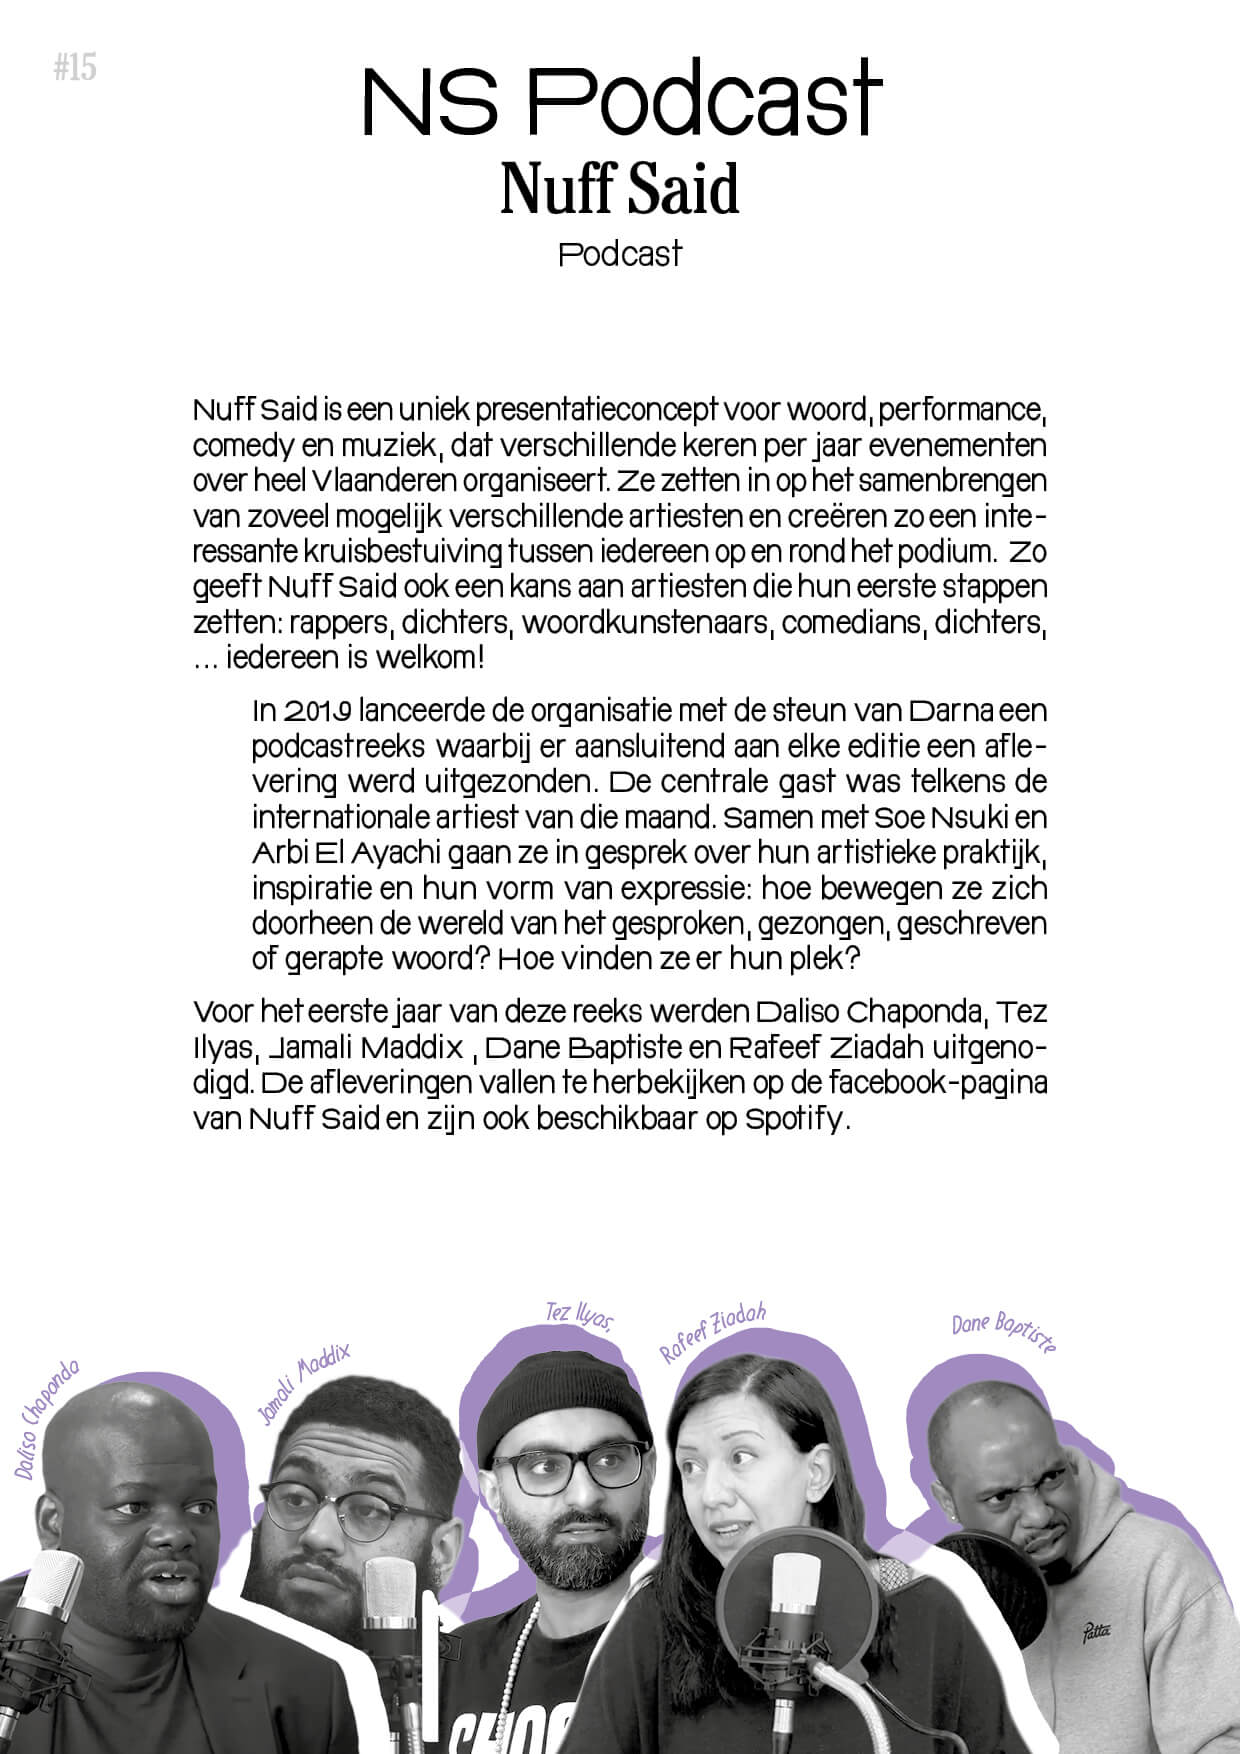 #15
NS Podcast
Nuff Said
Podcast
Nuff Said is een uniek presentatieconcept voor woord, performance,
comedy en muziek, dat verschillende keren per jaar evenementen
over heel Vlaanderen organiseert. Ze zetten in op het samenbrengen
van zoveel mogelijk verschillende artiesten en creëren zo een inte-
ressante kruisbestuiving tussen iedereen op en rond het podium. Zo
geeft Nuff Said ook een kans aan artiesten die hun eerste stappen
zetten: rappers, dichters, woordkunstenaars, comedians, dichters,
... iedereen is welkom!
In 2019 lanceerde de organisatie met de steun van Darna een
podcastreeks waarbij er aansluitend aan elke editie een afle-
vering werd uitgezonden. De centrale gast was telkens de
internationale artiest van die maand. Samen met Soe Nsuki en
Arbi El Ayachi gaan ze in gesprek over hun artistieke praktijk,
inspiratie en hun vorm van expressie: hoe bewegen ze zich
doorheen de wereld van het gesproken, gezongen, geschreven
of gerapte woord? Hoe vinden ze er hun plek?
Voor het eerste jaar van deze reeks werden Daliso Chaponda, Tez
Ilyas, Jamali Maddix , Dane Baptiste en Rafeef Ziadah uitgeno-
digd. De afleveringen vallen te herbekijken op de facebook-pagina
van Nuff Said en zijn ook beschikbaar op Spotify.
Daliso Chaponda
Jamali Maddix
Tez Ilyas,
Rafeef Ziadah
Dane Baptiste
Patta